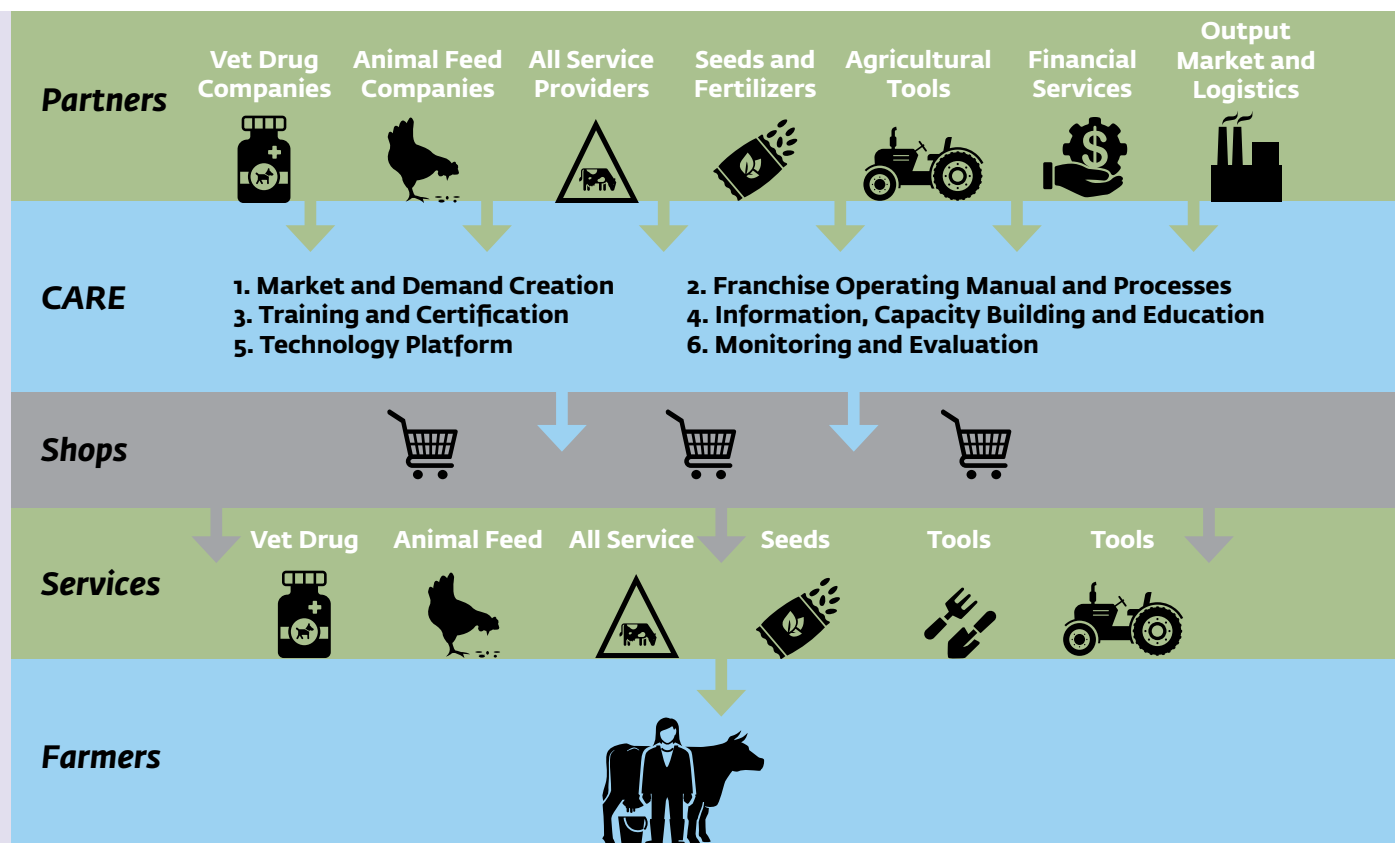 Partners
Vet Drug
Companies
Animal Feed
Companies
All Service
Providers
Seeds and
Fertilizers
Agricultural
Tools
Financial
Services
Output
Market and
Logistics
$
CARE
1. Market and Demand Creation
2. Franchise Operating Manual and Processes
3. Training and Certification
4. Information, Capacity Building and Education
5. Technology Platform
6. Monitoring and Evaluation
Shops
Services
Vet Drug
Animal Feed
All Service
Seeds
Tools
Tools
Farmers